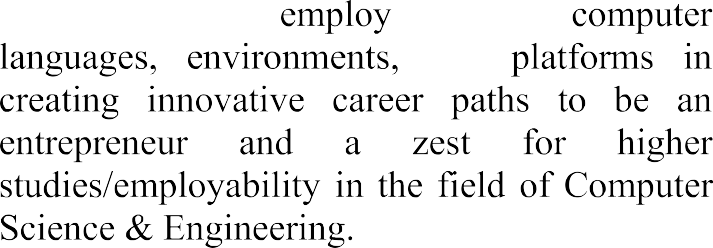 employ computer
languages, environments, platforms in
creating innovative career paths to be an
entrepreneur and a zest for higher
studies/employability in the field of Computer
Science & Engineering.